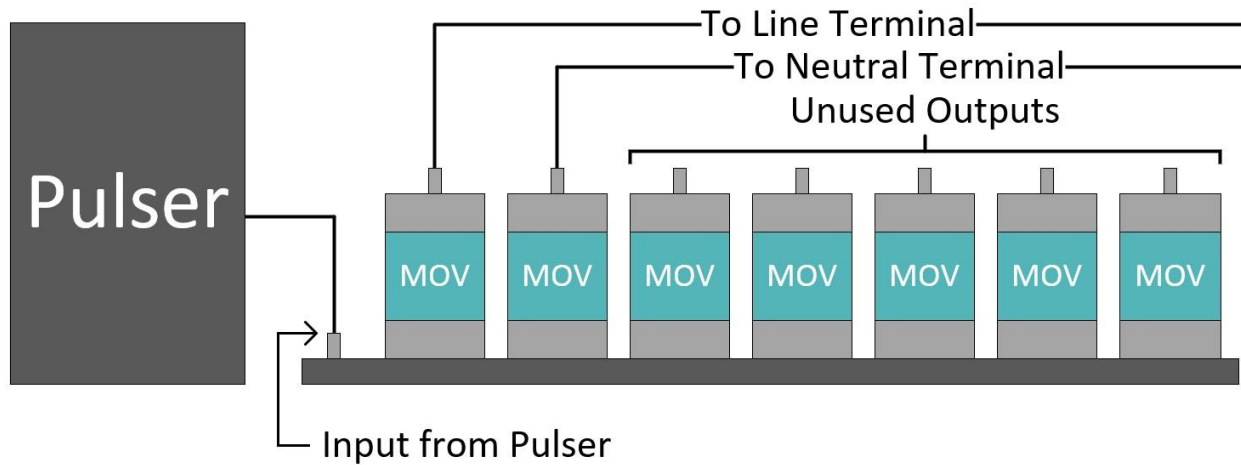 To Line Terminal
To Neutral Terminal
Unused Outputs
Pulser
MOV MOV MOV MOV MOV MOV MOV
Input from Pulser